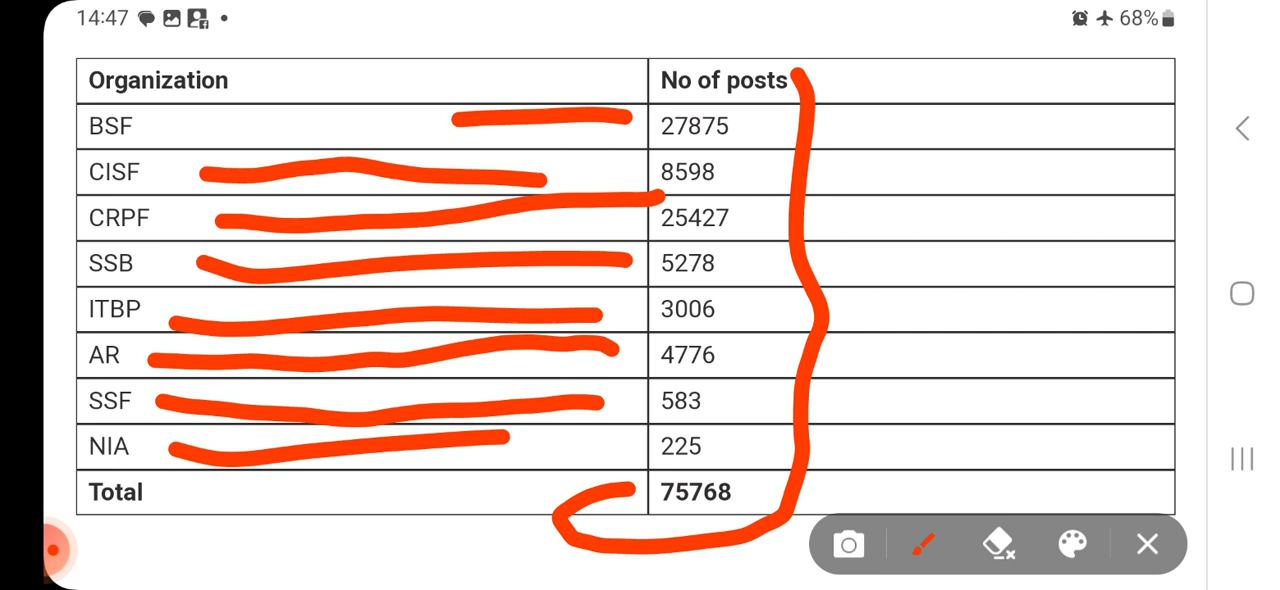 14:47 68%
Organization No of posts
BSF 27875
CISF 8598
CRPF 25427
SSB 5278
ITBP 3006
AR 4776
SSF 583
NIA 225
Total 75768